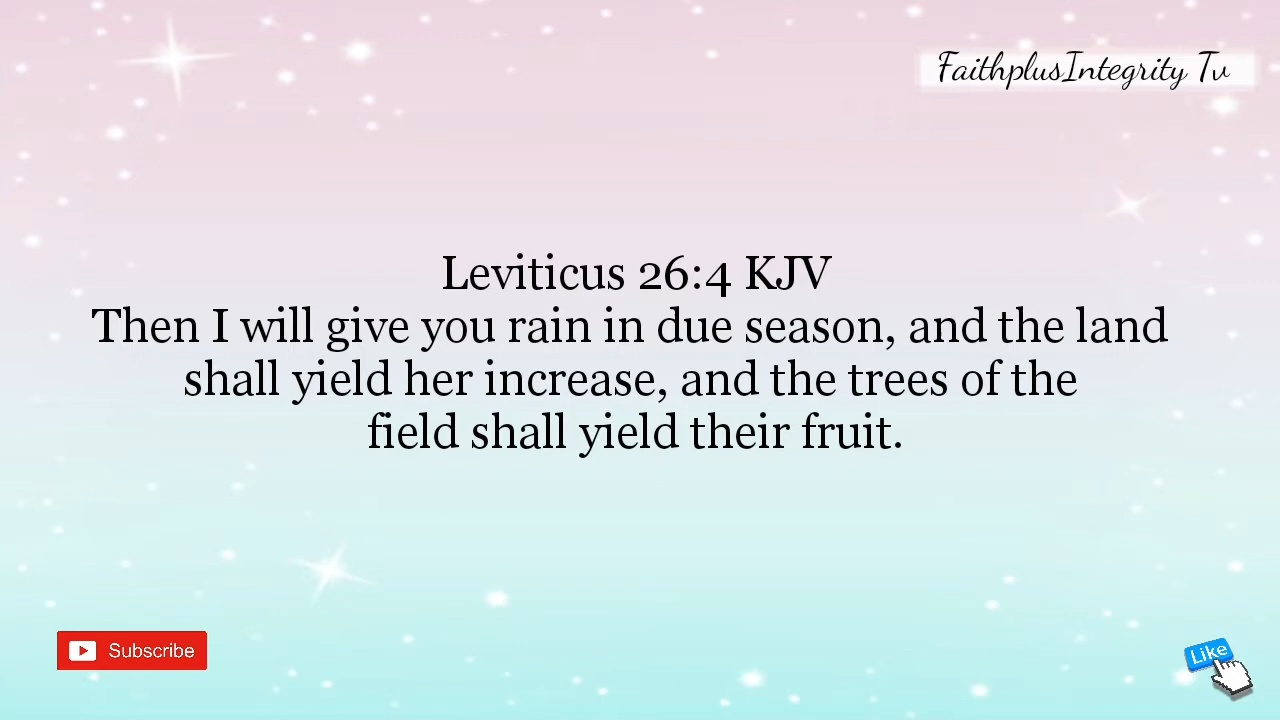 FaithplusIntegrity Tv
Leviticus 26:4 KJV
Then I will give you rain in due season, and the land
shall yield her increase, and the trees of the
field shall yield their fruit.
Subscribe
Like